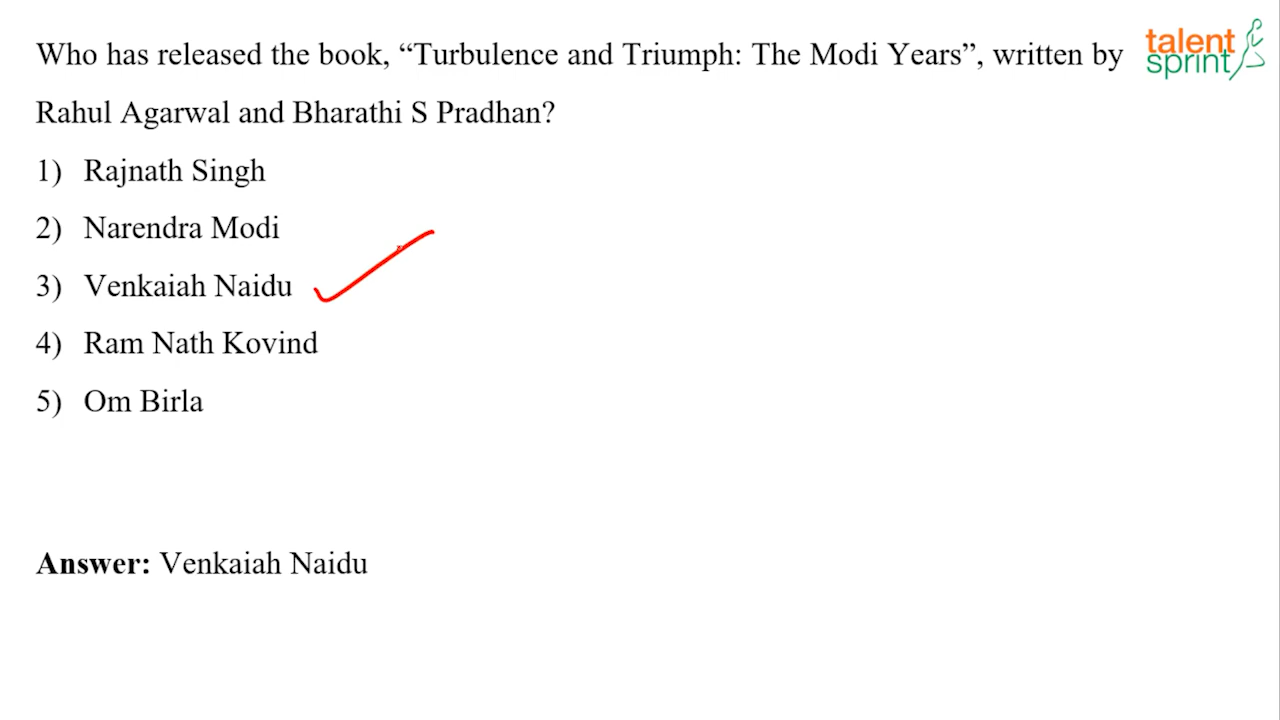 Who has released the book, “Turbulence and Triumph: The Modi Years”, written by
talent
sprint
Rahul Agarwal and Bharathi S Pradhan?
1) Rajnath Singh
2) Narendra Modi
3) Venkaiah Naidu
4) Ram Nath Kovind
5) Om Birla
Answer: Venkaiah Naidu